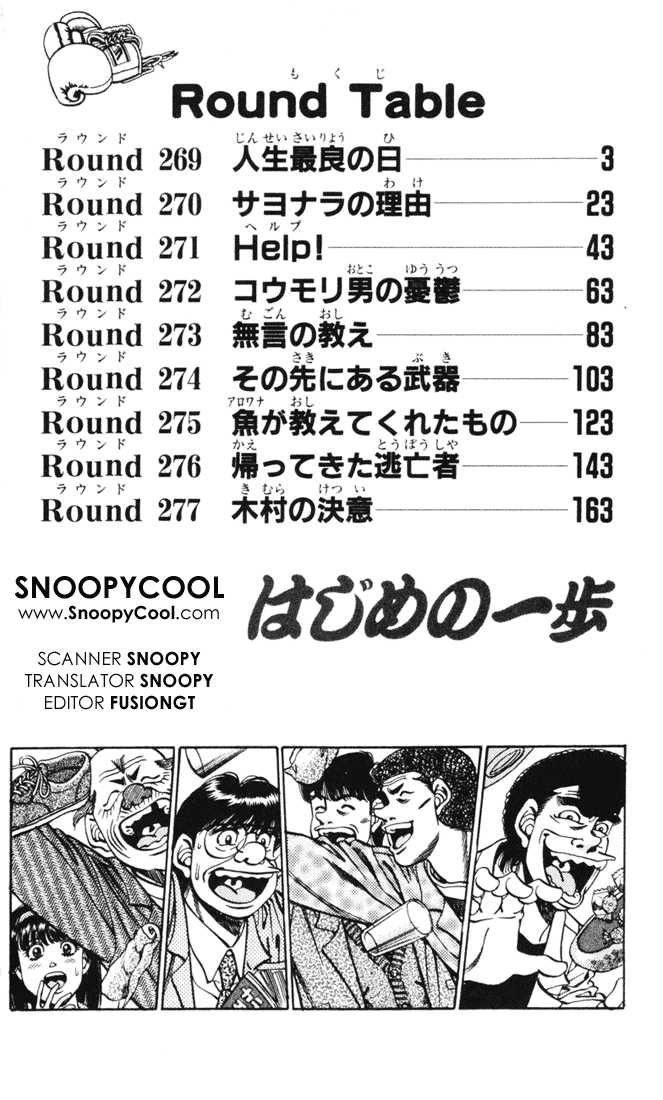 もくじ
Round Table
ラウンド じんせいさいりょう ひ
Round 269 人生最良の日 3
ラウンド わけ
Round 270 サヨナラの理由 23
ラウンド ヘルプ
Round 271 Help! 43
ラウンド おとこ ゆううつ
Round 272 コウモリ男の憂鬱 63
ラウンド むごん おし
Round 273 無言の教え 83
ラウンド さき ぶき
Round 274 その先にある武器 103
ラウンド アロワナ おし
Round 275 魚が教えてくれたもの 123
ラウンド かえ とうぼうしゃ
Round 276 帰ってきた逃亡者 143
ラウンド きむら けつい
Round 277 木村の決意 163
SNOOPYCOOL
www.SnoopyCool.com
はじめの一歩
SCANNER SNOOPY
TRANSLATOR SNOOPY
EDITOR FUSIONGT